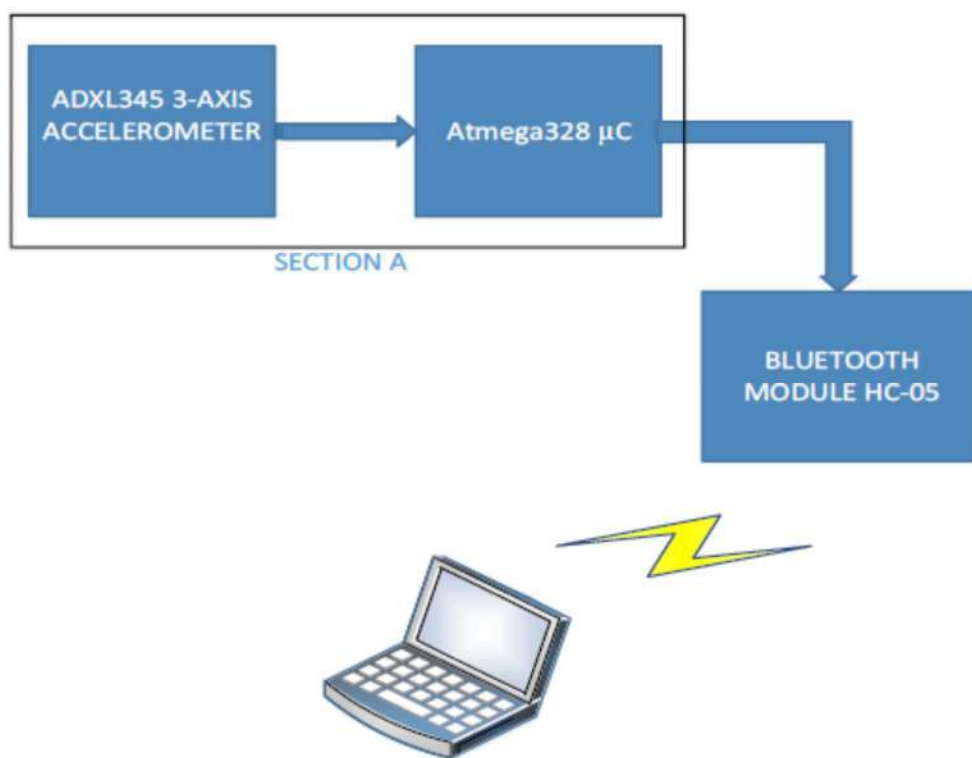 ADXL345 3-AXIS
ACCELEROMETER
Atmega328 µC
SECTION A
BLUETOOTH
MODULE HC-05